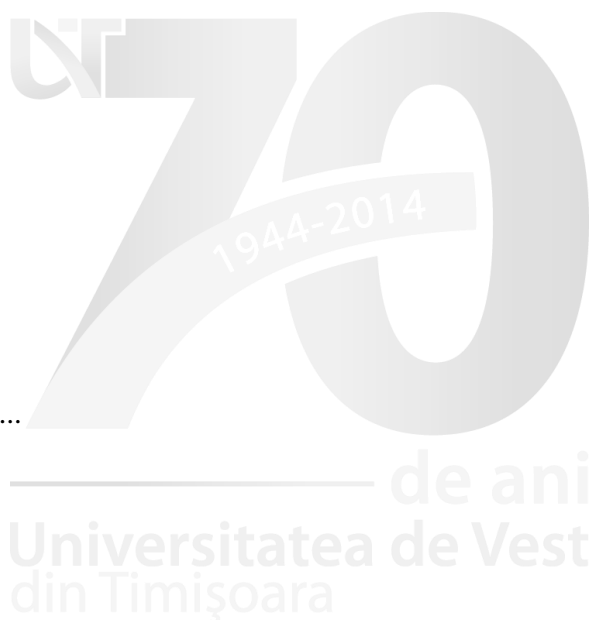 UVT
70
1944-2014
...
de ani
Universitatea de Vest
din Timişoara